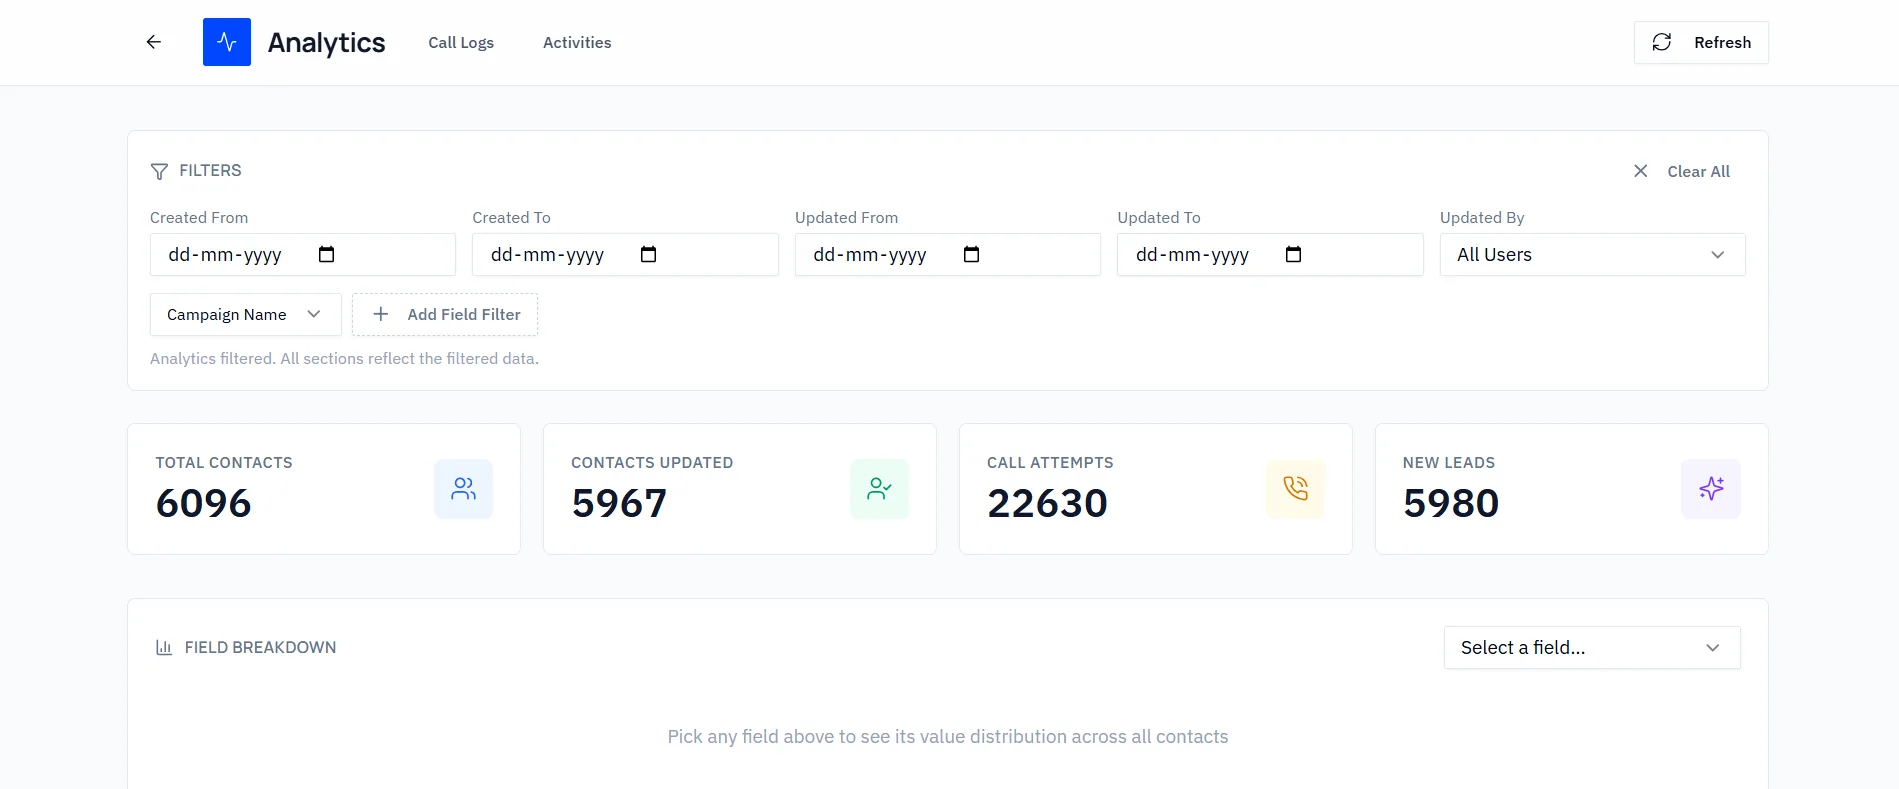 Analytics
Call Logs
Activities
Refresh
FILTERS
Clear All
Created From
Created To
Updated From
Updated To
Updated By
dd-mm-yyyy
dd-mm-yyyy
dd-mm-yyyy
dd-mm-yyyy
All Users
Campaign Name
Add Field Filter
Analytics filtered. All sections reflect the filtered data.
TOTAL CONTACTS
6096
CONTACTS UPDATED
5967
CALL ATTEMPTS
22630
NEW LEADS
5980
FIELD BREAKDOWN
Select a field...
Pick any field above to see its value distribution across all contacts